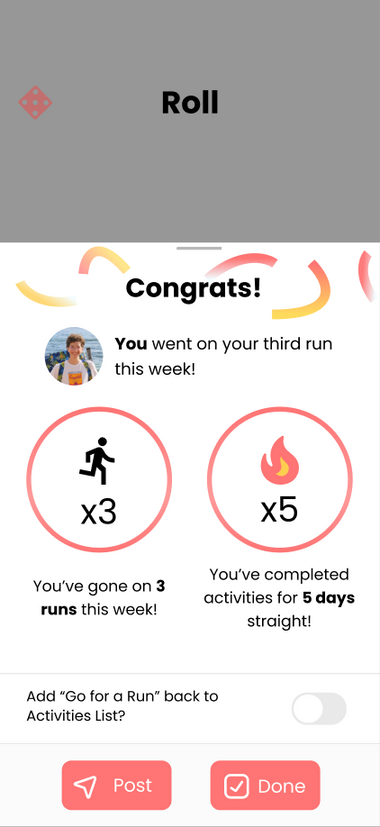 Roll
Congrats!
You went on your third run
this week!
x3
x5
You’ve gone on 3
runs this week!
You’ve completed
activities for 5 days
straight!
Add “Go for a Run” back to
Activities List?
Post
Done